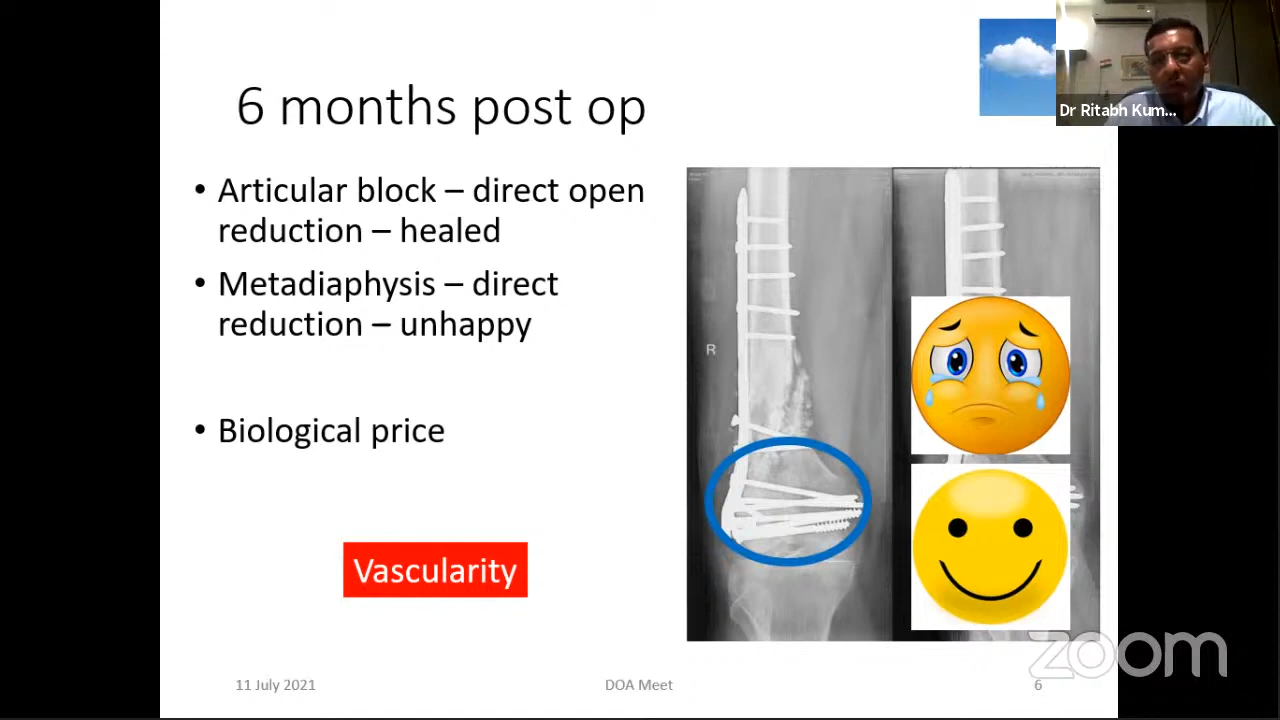 Dr Ritabh Kum...
6 months post op
• Articular block – direct open
reduction – healed
• Metadiaphysis – direct
reduction – unhappy
• Biological price
Vascularity
R
11 July 2021
DOA Meet
6
zoom